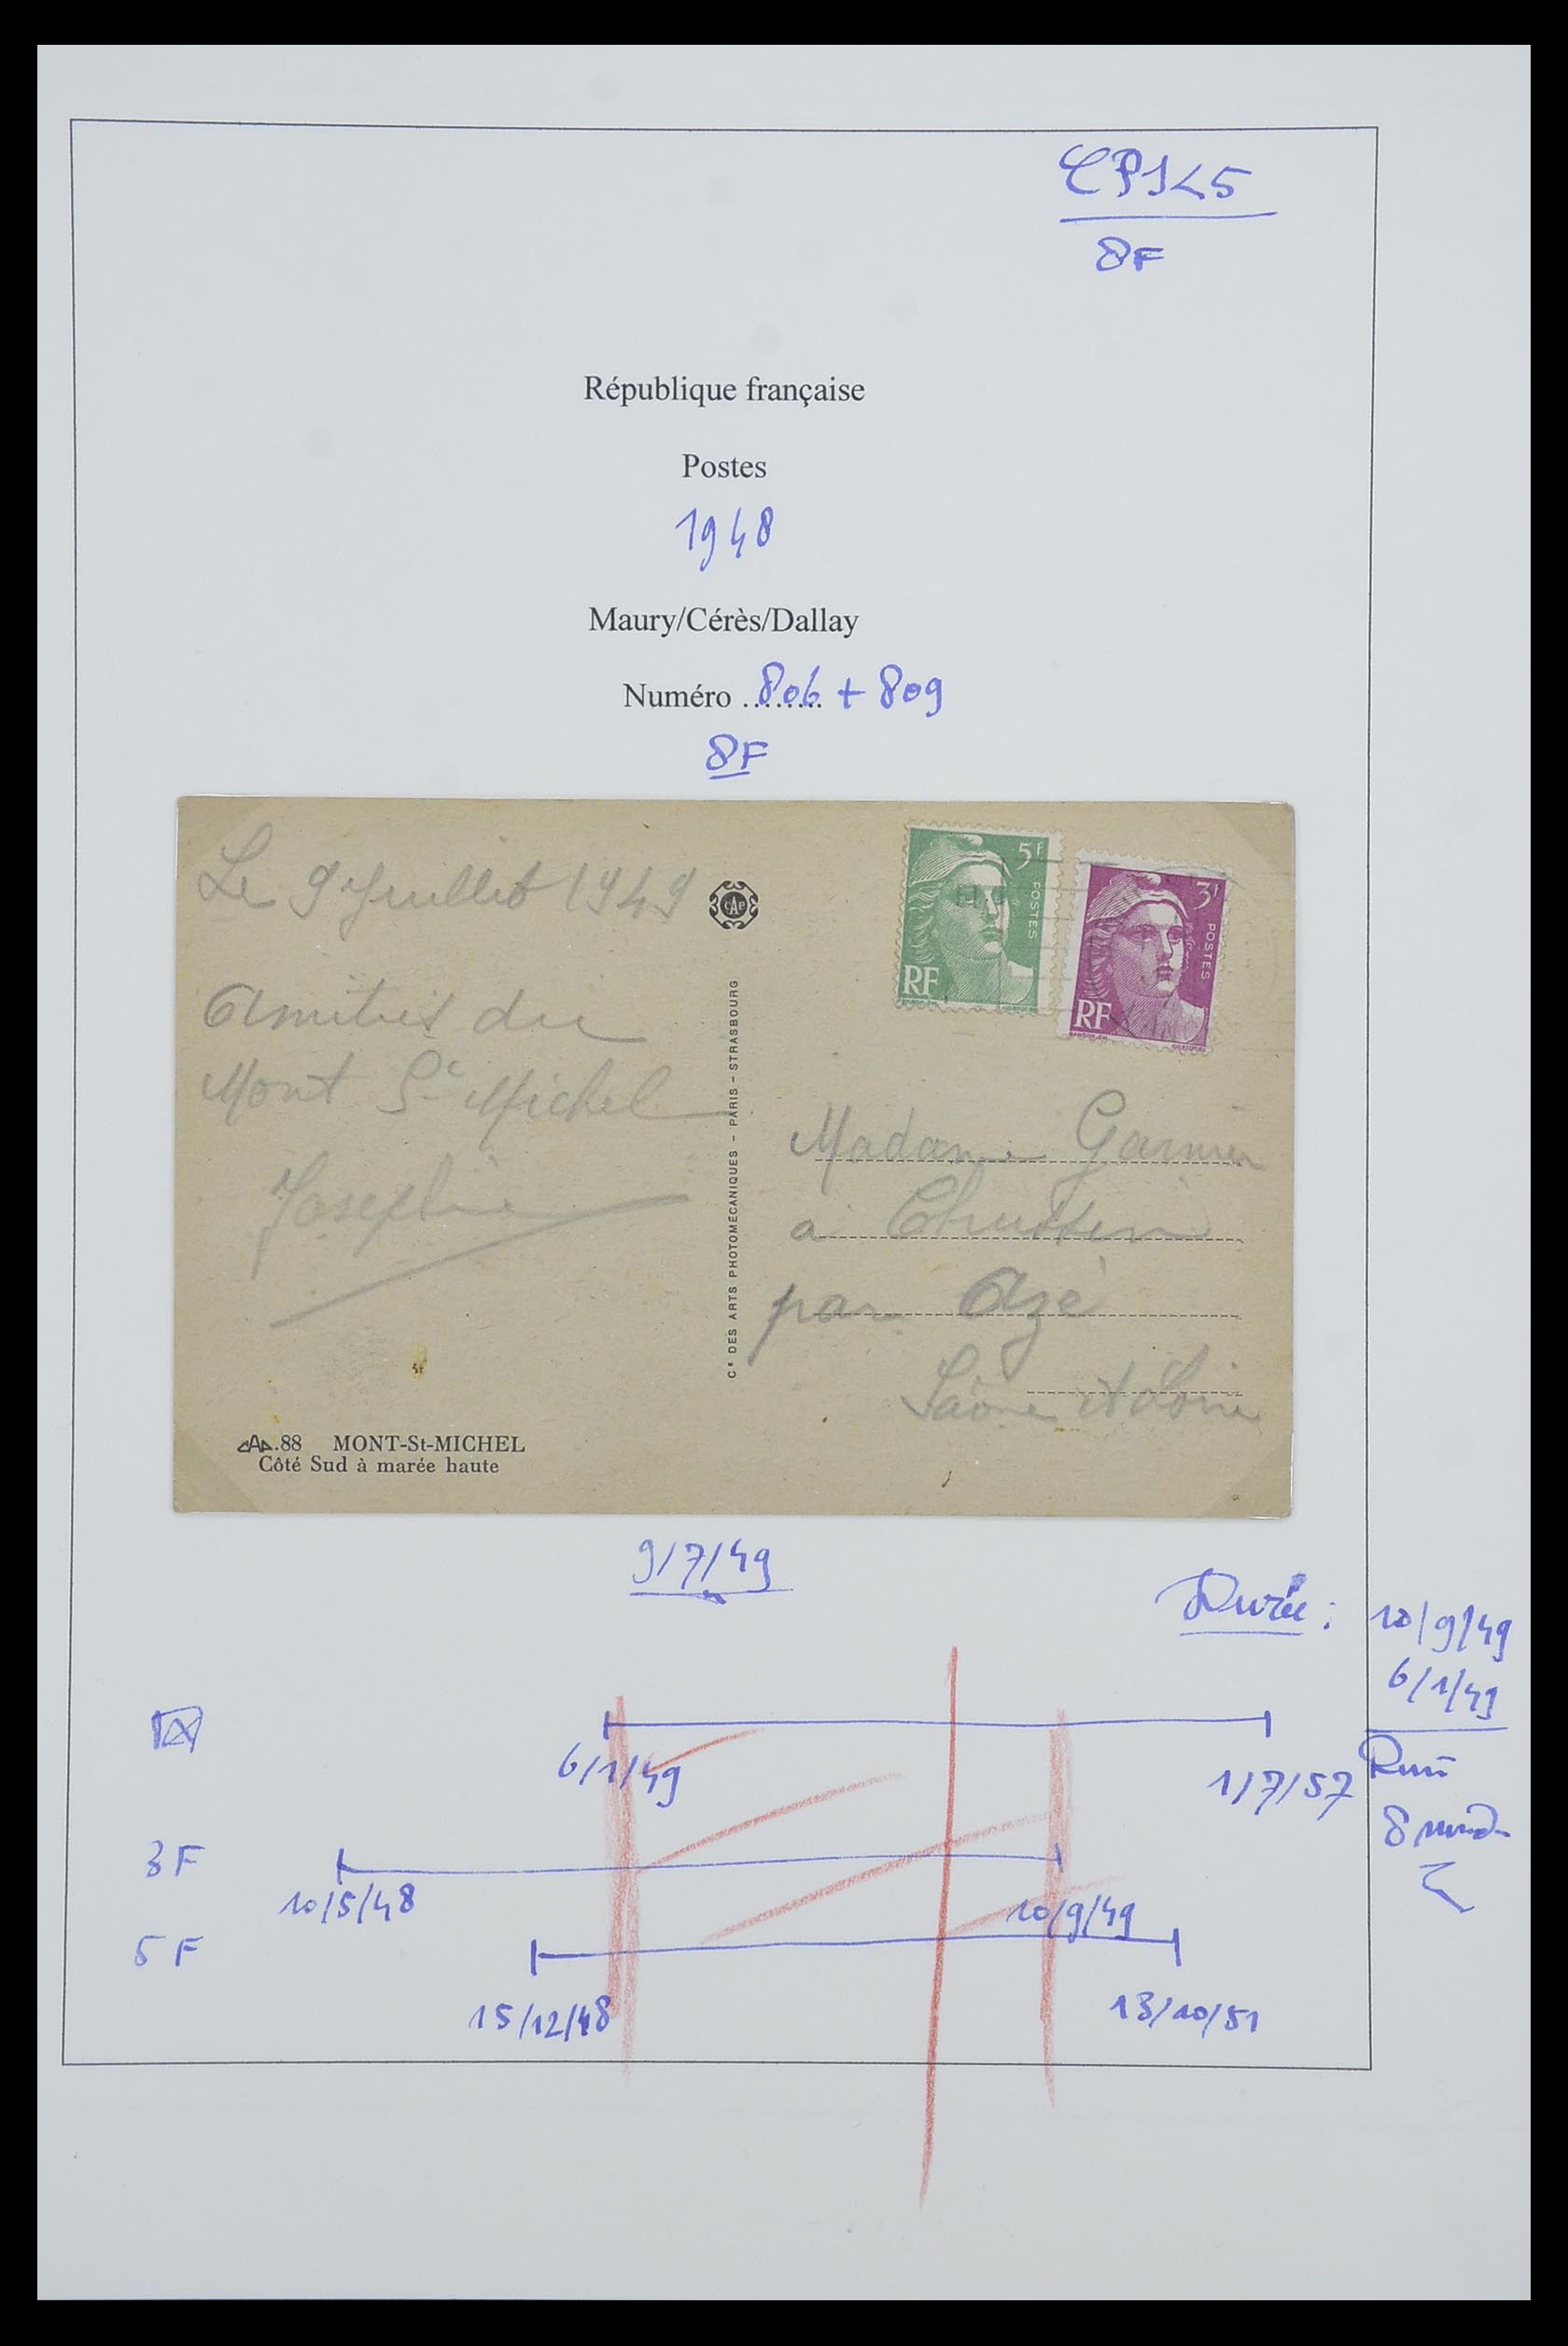 CP1<5
8F
République française
Postes
1948
Maury/Cérès/Dallay
Numéro ........ 806 + 809
8F
Le 9 Juillet 1949
Amitiés du
Mont St Michel
CAP
Cie DES ARTS PHOTOMÉCANIQUES - PARIS - STRASBOURG
5F
POSTES
RF
3F
POSTES
RF
Madame Garnier
à
par Azé
Saône et Loire
CAP.88 MONT-St-MICHEL
Côté Sud à marée haute
9/7/49
Durée :
10/9/49
6/1/49
6/1/49
1/7/57
8
3F
10/5/48
10/9/49
5F
15/12/48
13/10/51